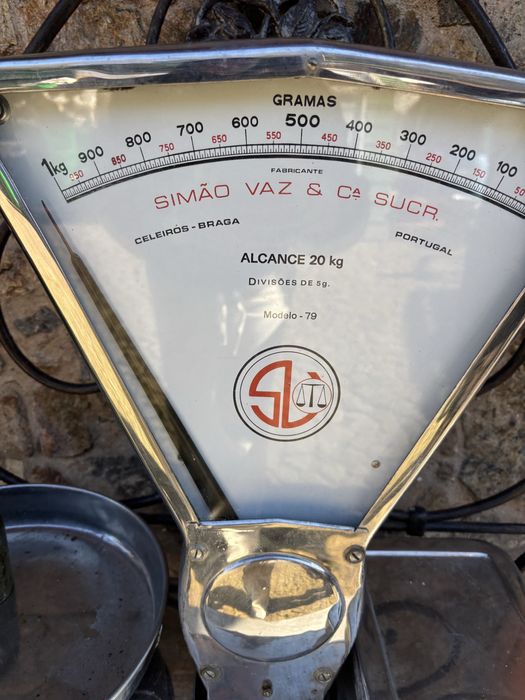 GRAMAS
1kg 900 800 700 600 500 400 300 200 100
950 850 750 650 550 450 350 250 150 50
FABRICANTE
SIMÃO VAZ & Cª SUCR.
CELEIRÓS - BRAGA PORTUGAL
ALCANCE 20 kg
DIVISÕES DE 5g.
Modelo - 79